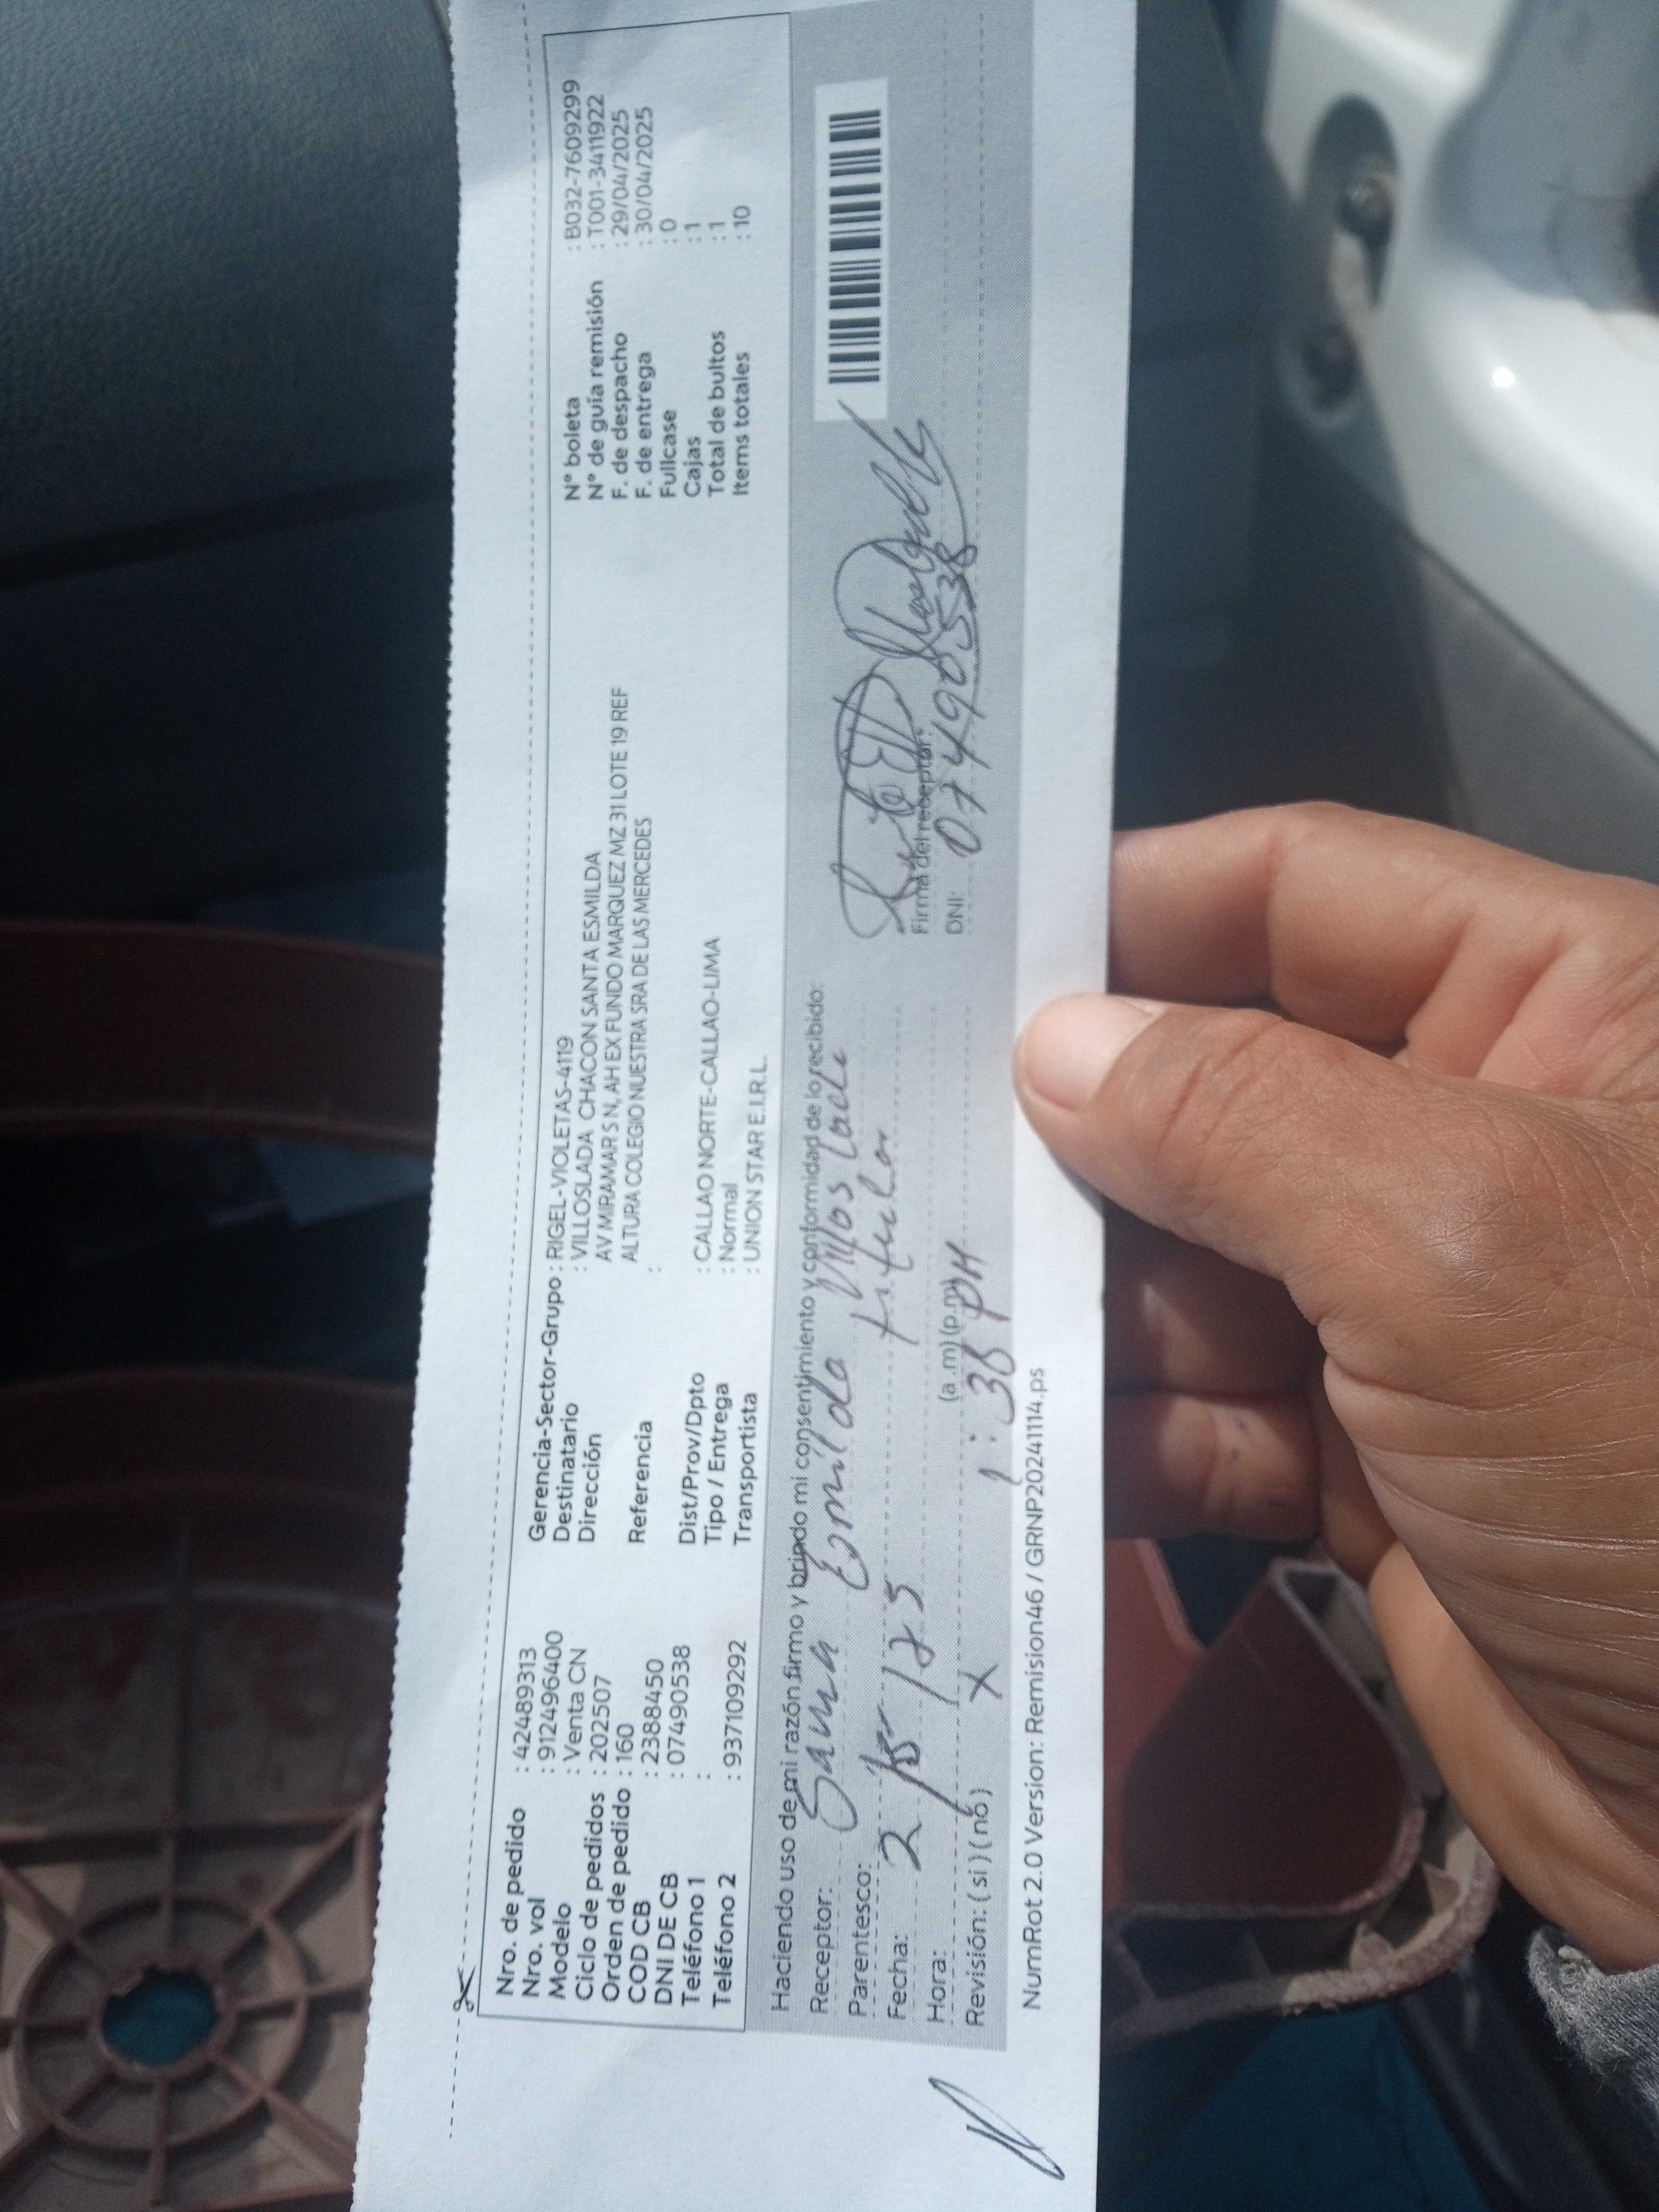 Nro. de pedido : 42489313
Nro. vol : 912496400
Modelo : Venta CN
Ciclo de pedidos : 202507
Orden de pedido : 160
COD CB : 2388450
DNI DE CB : 07490538
Teléfono 1 :
Teléfono 2 : 937109292
Gerencia-Sector-Grupo : RIGEL-VIOLETAS-4119
Destinatario : VILLOSLADA CHACON SANTA ESMILDA
Dirección AV MIRAMAR S N, AH EX FUNDO MARQUEZ MZ 31 LOTE 19 REF
ALTURA COLEGIO NUESTRA SRA DE LAS MERCEDES
Referencia :
Dist/Prov/Dpto : CALLAO NORTE-CALLAO-LIMA
Tipo / Entrega : Normal
Transportista : UNION STAR E.I.R.L.
N° boleta : B032-7609299
N° de guía remisión : T001-3411922
F. de despacho : 29/04/2025
F. de entrega : 30/04/2025
Fullcase : 0
Cajas : 1
Total de bultos : 1
Items totales : 10
Haciendo uso de mi razón firmo y brindo mi consentimiento y conformidad de lo recibido:
Receptor: Esmilda
Parentesco: titular
Fecha: 2/5/25
Hora: 1:38 PM (a.m) (p.m)
Revisión: ( si ) ( no ) X
Firma del receptor:
DNI: 07490538
NumRot 2.0 Version: Remision46 / GRNP20241114.ps